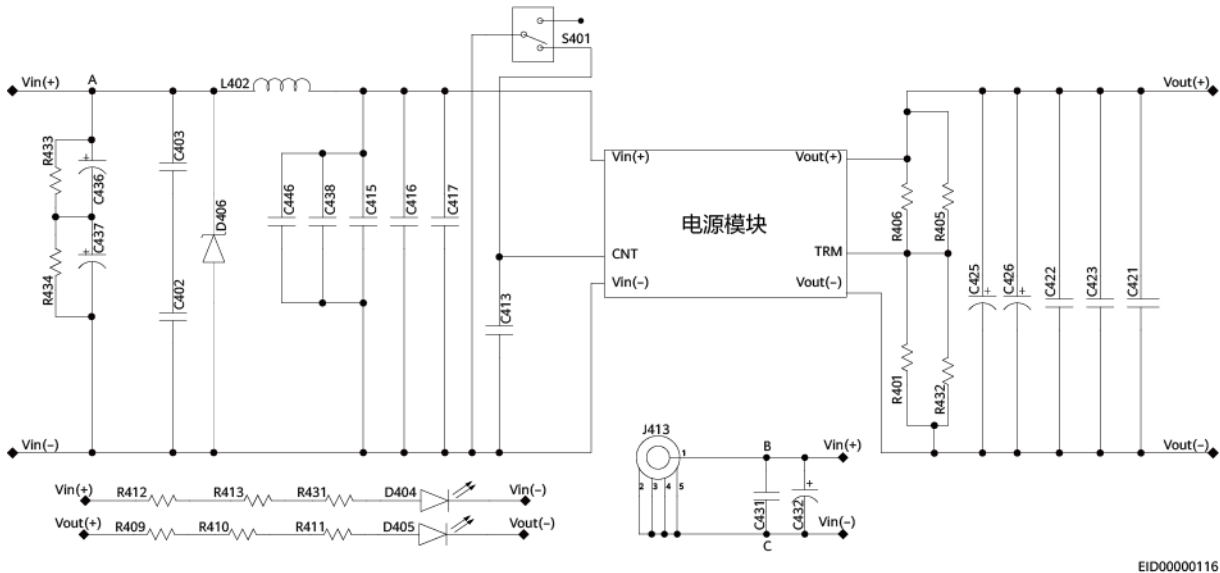 S401
Vin(+)
A
L402
Vout(+)
R433
C436
C403
C437
R434
C402
D406
C446
C438
C415
C416
C417
C413
Vin(+)
Vout(+)
电源模块
CNT
TRM
Vin(−)
Vout(−)
R406
R405
R401
R432
C425
C426
C422
C423
C421
Vin(−)
Vout(−)
J413
1
2
3
4
5
B
Vin(+)
C431
C432
Vin(−)
C
Vin(+)
R412
R413
R431
D404
Vin(−)
Vout(+)
R409
R410
R411
D405
Vout(−)
EID00000116